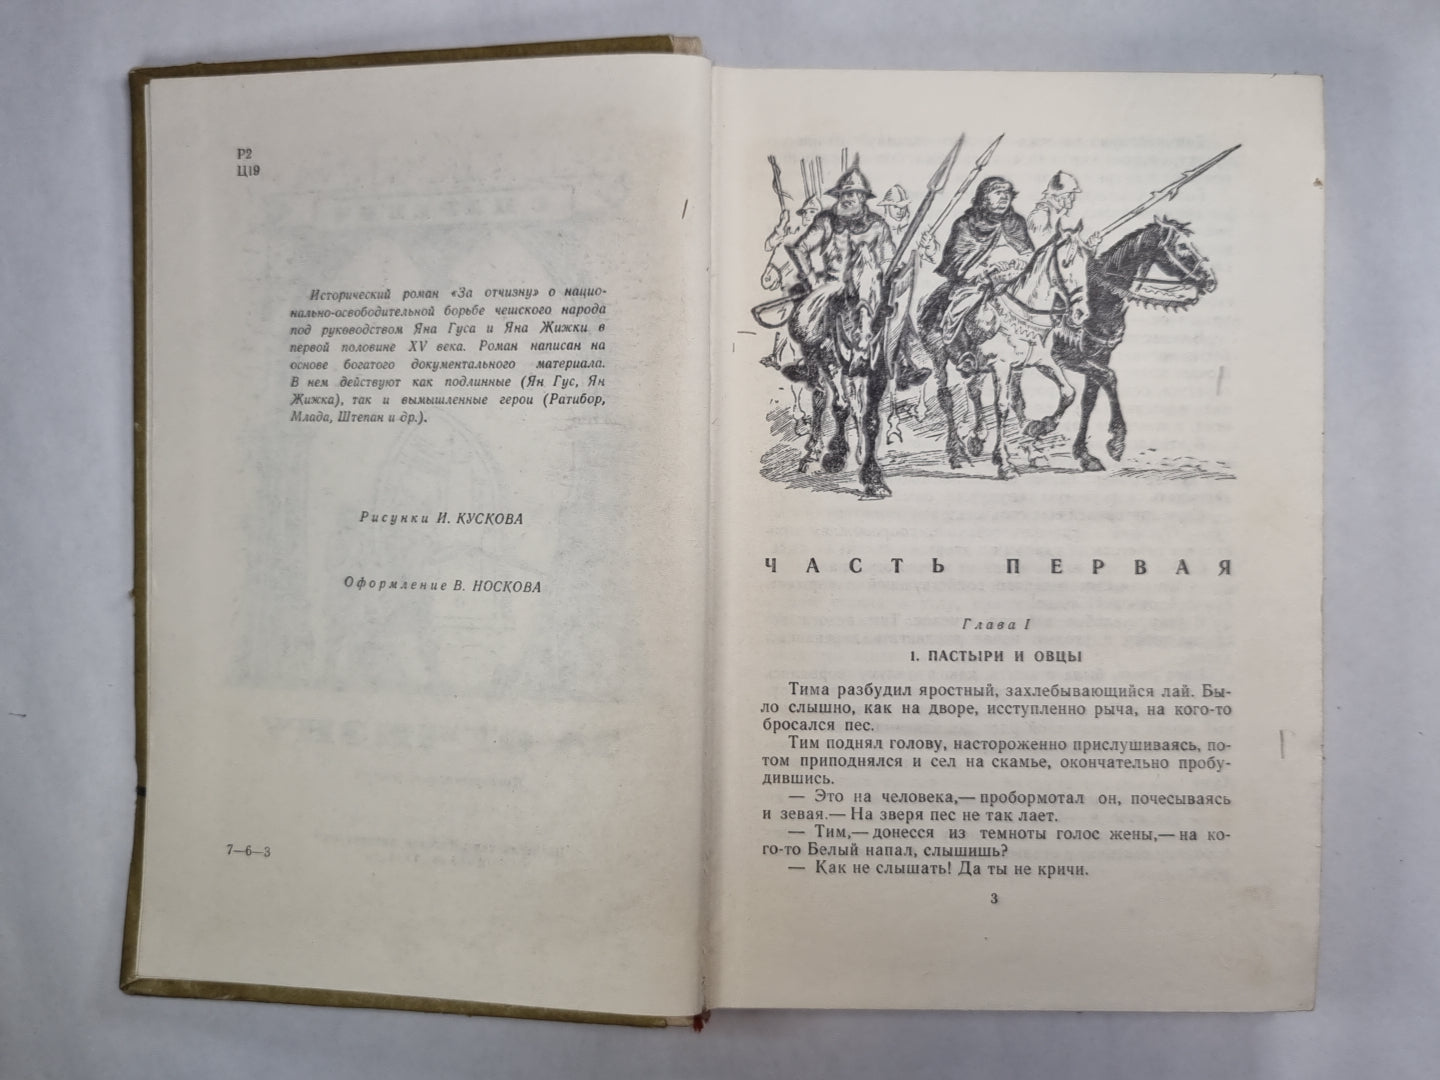 Р2
Ц19
Исторический роман «За отчизну» о нацио-
нально-освободительной борьбе чешского народа
под руководством Яна Гуса и Яна Жижки в
первой половине XV века. Роман написан на
основе богатого документального материала.
В нем действуют как подлинные (Ян Гус, Ян
Жижка), так и вымышленные герои (Ратибор,
Млада, Штепан и др.).
Рисунки И. КУСКОВА
Оформление В. НОСКОВА
7—6—3
ЧАСТЬ ПЕРВАЯ
Глава I
1. ПАСТЫРИ И ОВЦЫ
Тима разбудил яростный, захлебывающийся лай. Бы-
ло слышно, как на дворе, исступленно рыча, на кого-то
бросался пес.
Тим поднял голову, настороженно прислушиваясь, по-
том приподнялся и сел на скамье, окончательно пробу-
дившись.
— Это на человека,— пробормотал он, почесываясь
и зевая.— На зверя пес не так лает.
— Тим,— донесся из темноты голос жены,— на ко-
го-то Белый напал, слышишь?
— Как не слышать! Да ты не кричи.
3